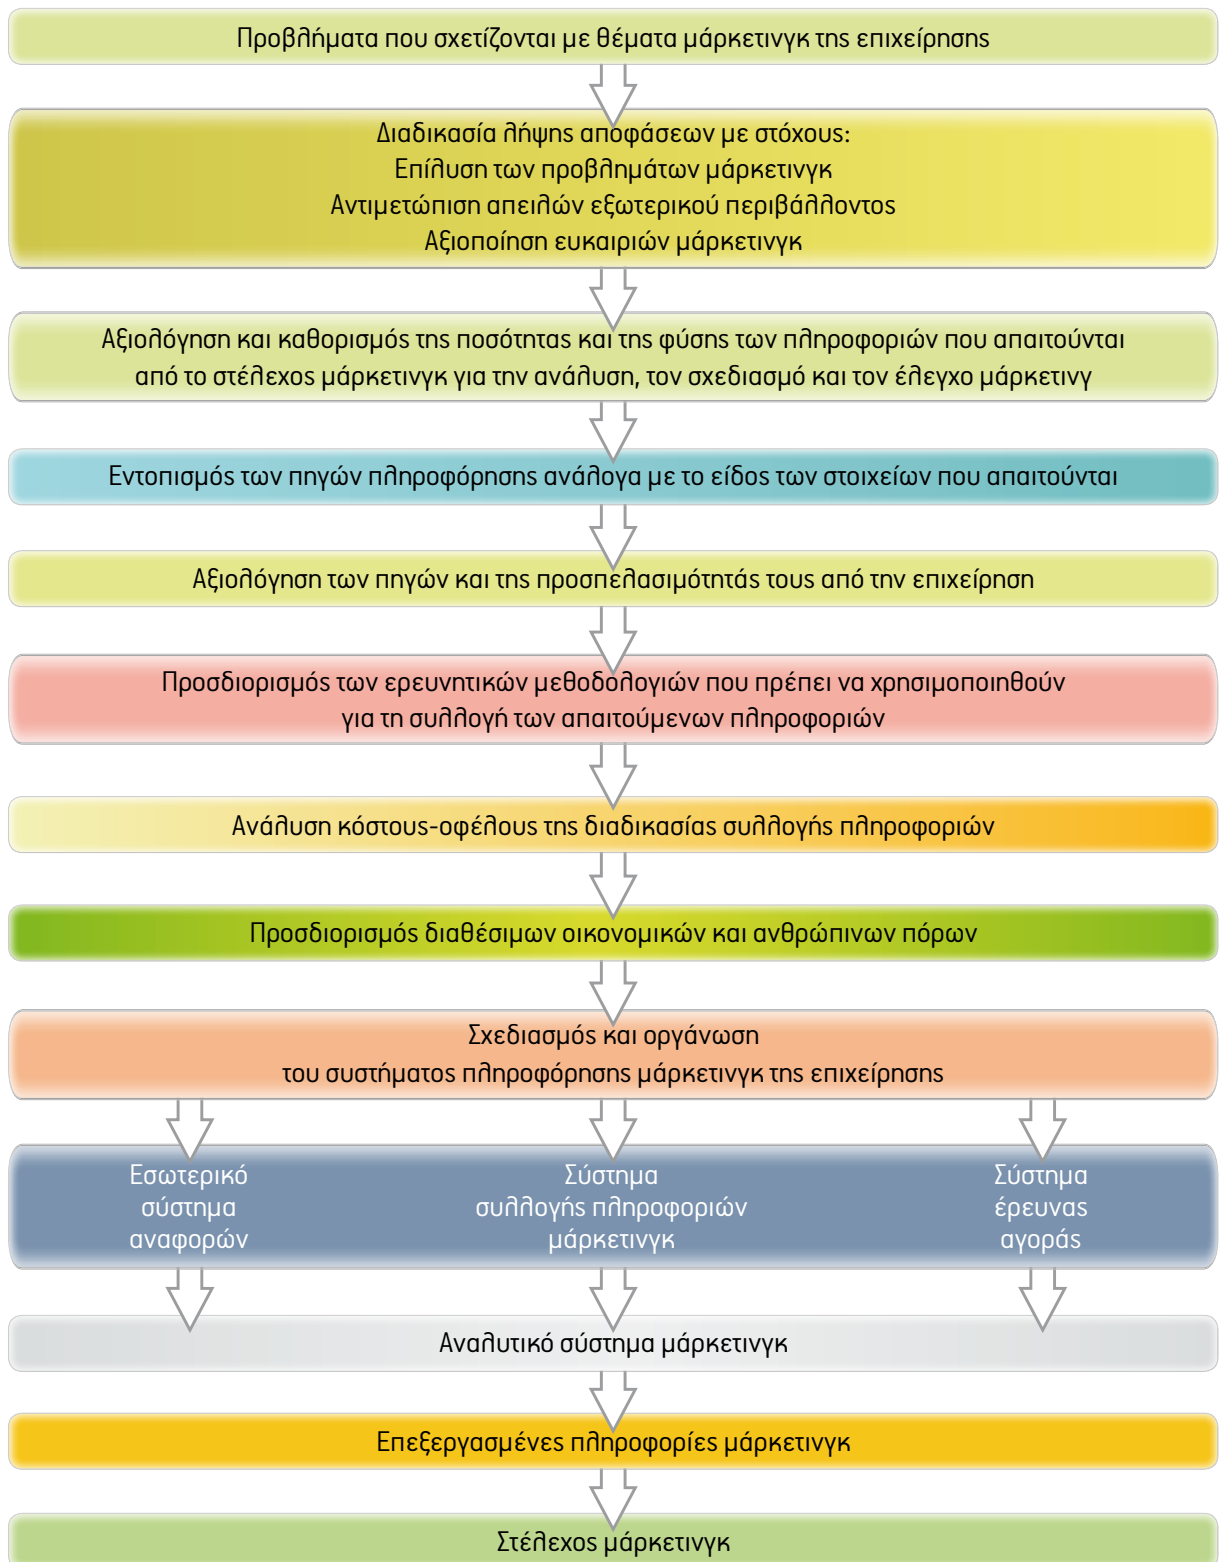 Προβλήματα που σχετίζονται με θέματα μάρκετινγκ της επιχείρησης
Διαδικασία λήψης αποφάσεων με στόχους:
Επίλυση των προβλημάτων μάρκετινγκ
Αντιμετώπιση απειλών εξωτερικού περιβάλλοντος
Αξιοποίηση ευκαιριών μάρκετινγκ
Αξιολόγηση και καθορισμός της ποσότητας και της φύσης των πληροφοριών που απαιτούνται
από το στέλεχος μάρκετινγκ για την ανάλυση, τον σχεδιασμό και τον έλεγχο μάρκετινγ
Εντοπισμός των πηγών πληροφόρησης ανάλογα με το είδος των στοιχείων που απαιτούνται
Αξιολόγηση των πηγών και της προσπελασιμότητάς τους από την επιχείρηση
Προσδιορισμός των ερευνητικών μεθοδολογιών που πρέπει να χρησιμοποιηθούν
για τη συλλογή των απαιτούμενων πληροφοριών
Ανάλυση κόστους-οφέλους της διαδικασίας συλλογής πληροφοριών
Προσδιορισμός διαθέσιμων οικονομικών και ανθρώπινων πόρων
Σχεδιασμός και οργάνωση
του συστήματος πληροφόρησης μάρκετινγκ της επιχείρησης
Εσωτερικό
σύστημα
αναφορών
Σύστημα
συλλογής πληροφοριών
μάρκετινγκ
Σύστημα
έρευνας
αγοράς
Αναλυτικό σύστημα μάρκετινγκ
Επεξεργασμένες πληροφορίες μάρκετινγκ
Στέλεχος μάρκετινγκ